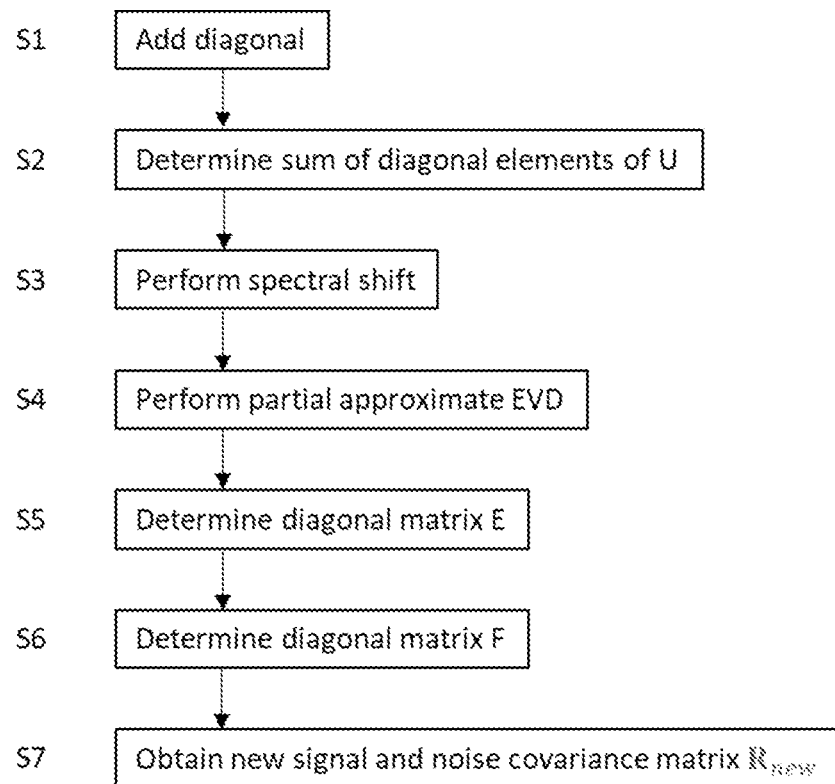 S1 Add diagonal
S2 Determine sum of diagonal elements of U
S3 Perform spectral shift
S4 Perform partial approximate EVD
S5 Determine diagonal matrix E
S6 Determine diagonal matrix F
S7 Obtain new signal and noise covariance matrix ℝnew